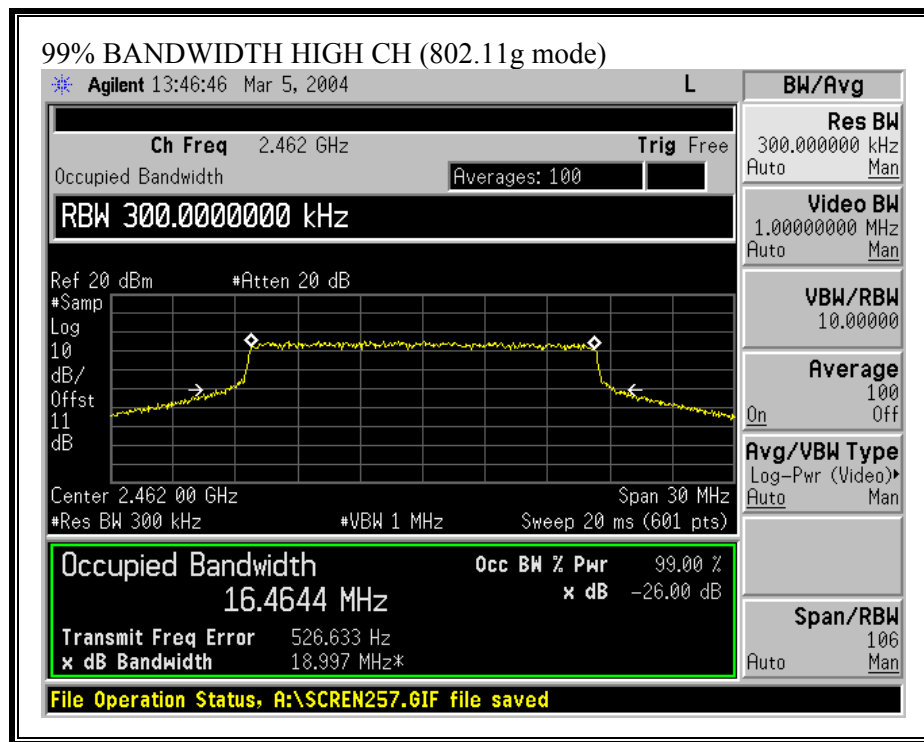 99% BANDWIDTH HIGH CH (802.11g mode)
Agilent 13:46:46 Mar 5, 2004 L
Ch Freq 2.462 GHz Trig Free
Occupied Bandwidth Averages: 100
RBW 300.0000000 kHz
Ref 20 dBm #Atten 20 dB
#Samp
Log
10
dB/
Offst
11
dB
Center 2.462 00 GHz Span 30 MHz
#Res BW 300 kHz #VBW 1 MHz Sweep 20 ms (601 pts)
Occupied Bandwidth Occ BW % Pwr 99.00 %
16.4644 MHz x dB -26.00 dB
Transmit Freq Error 526.633 Hz
x dB Bandwidth 18.997 MHz*
File Operation Status, A:\SCREN257.GIF file saved
BW/Avg
Res BW
300.000000 kHz
Auto Man
Video BW
1.00000000 MHz
Auto Man
VBW/RBW
10.00000
Average
100
On Off
Avg/VBW Type
Log-Pwr (Video)▸
Auto Man
Span/RBW
106
Auto Man